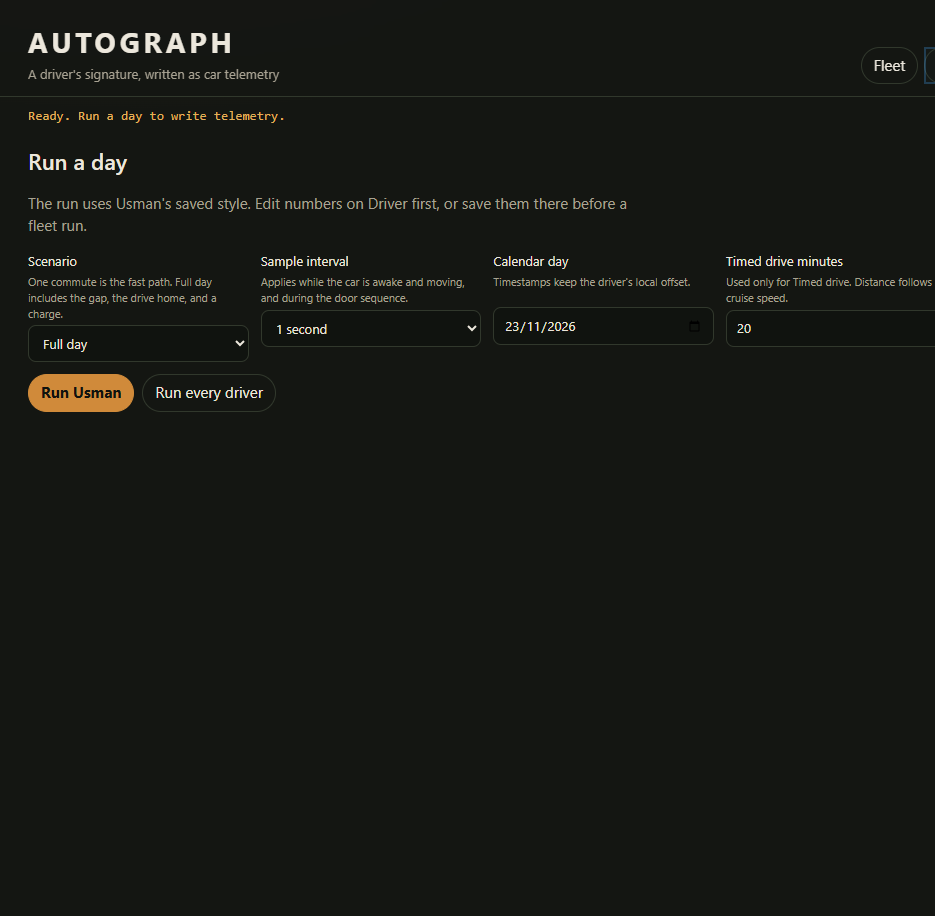 AUTOGRAPH
A driver's signature, written as car telemetry
Fleet
Ready. Run a day to write telemetry.
Run a day
The run uses Usman's saved style. Edit numbers on Driver first, or save them there before a
fleet run.
Scenario
One commute is the fast path. Full day
includes the gap, the drive home, and a
charge.
Full day
Sample interval
Applies while the car is awake and moving,
and during the door sequence.
1 second
Calendar day
Timestamps keep the driver's local offset.
23/11/2026
Timed drive minutes
Used only for Timed drive. Distance follows
cruise speed.
20
Run Usman
Run every driver